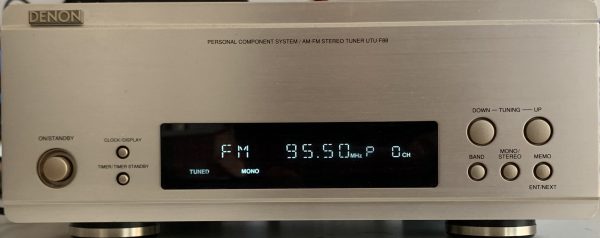 DENON
PERSONAL COMPONENT SYSTEM / AM-FM STEREO TUNER UTU-F88
DOWN — TUNING — UP
ON/STANDBY
CLOCK/DISPLAY
TIMER/TIMER STANDBY
FM 95.50 MHz P 0 CH
TUNED MONO
BAND
MONO/
STEREO
MEMO
ENT/NEXT